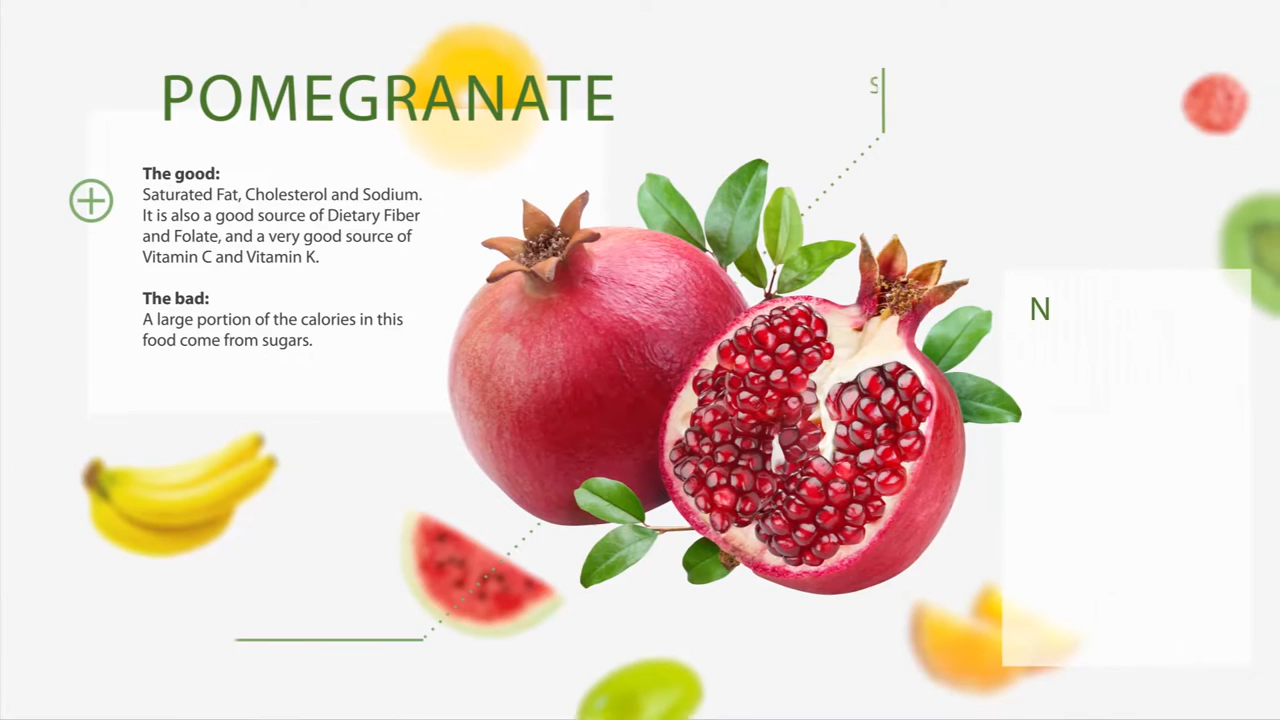 POMEGRANATE
S
The good:
Saturated Fat, Cholesterol and Sodium.
It is also a good source of Dietary Fiber
and Folate, and a very good source of
Vitamin C and Vitamin K.
The bad:
A large portion of the calories in this
food come from sugars.
N